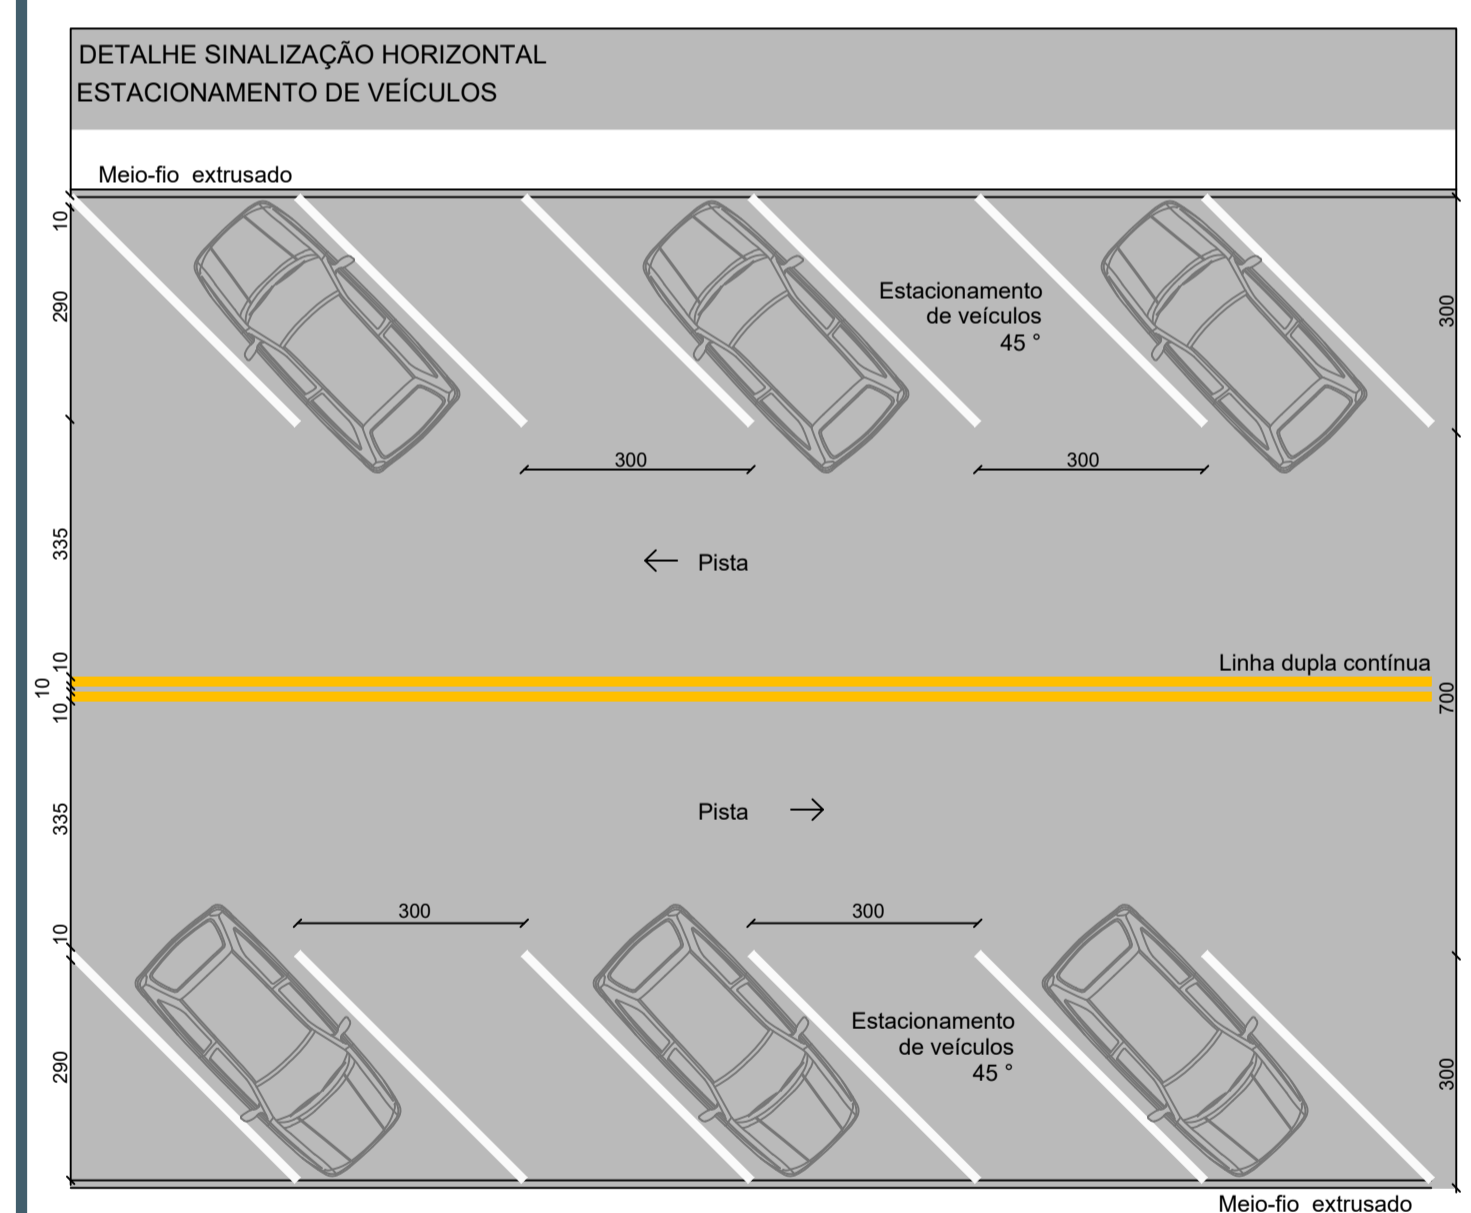 DETALHE SINALIZAÇÃO HORIZONTAL
ESTACIONAMENTO DE VEÍCULOS
Meio-fio extrusado
10
290
300
Estacionamento
de veículos
45 °
300
300
335
Pista
Linha dupla contínua
10
10
10
700
Pista
335
300
300
10
Estacionamento
de veículos
45 °
290
300
Meio-fio extrusado